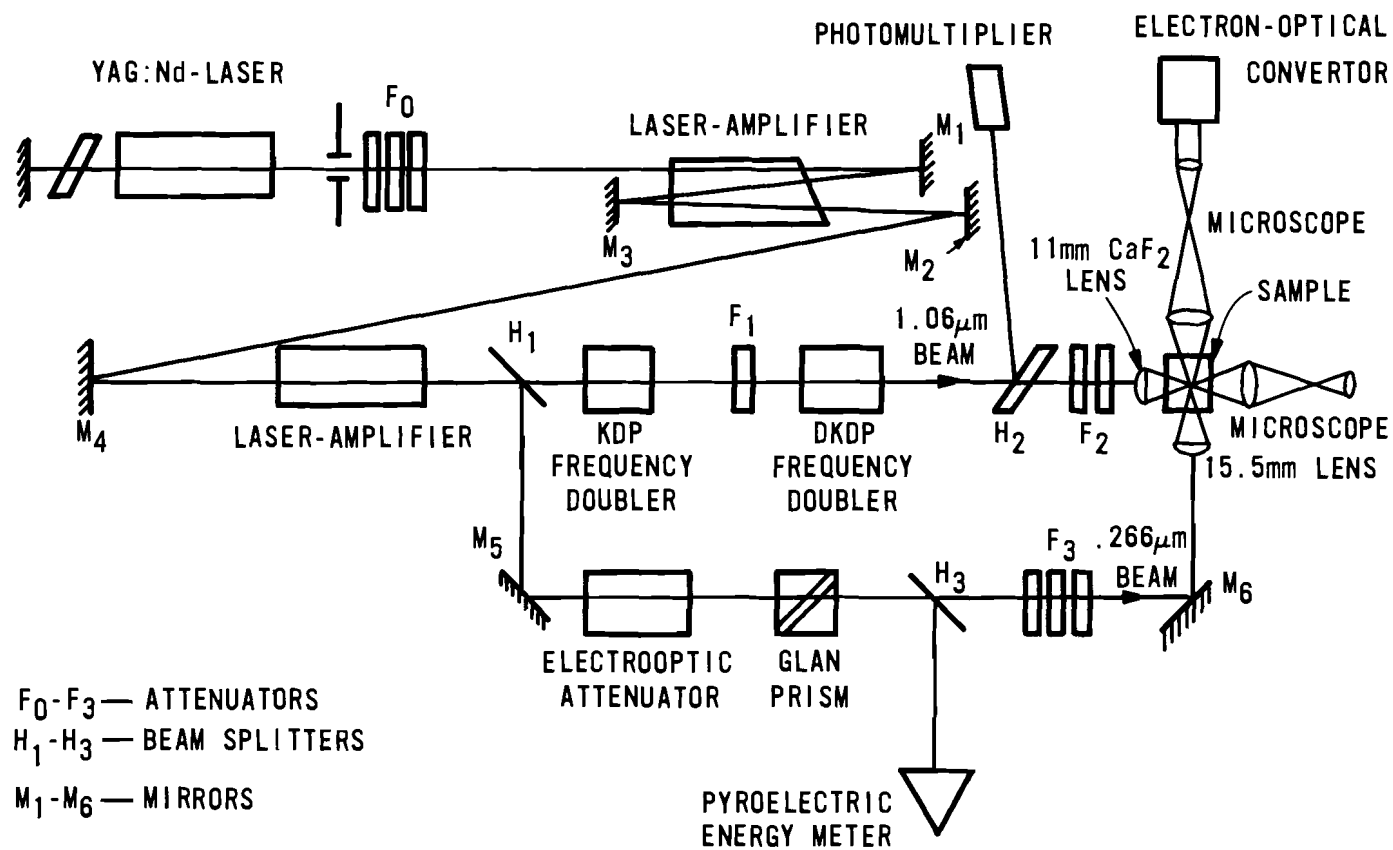 YAG:Nd-LASER
F0
LASER-AMPLIFIER
M1
PHOTOMULTIPLIER
ELECTRON-OPTICAL
CONVERTOR
M3
M2
MICROSCOPE
11mm CaF2
LENS
SAMPLE
M4
LASER-AMPLIFIER
H1
KDP
FREQUENCY
DOUBLER
F1
DKDP
FREQUENCY
DOUBLER
1.06µm
BEAM
H2
F2
MICROSCOPE
15.5mm LENS
M5
ELECTROOPTIC
ATTENUATOR
GLAN
PRISM
H3
F3
.266µm
BEAM
M6
F0-F3 — ATTENUATORS
H1-H3 — BEAM SPLITTERS
M1-M6 — MIRRORS
PYROELECTRIC
ENERGY METER